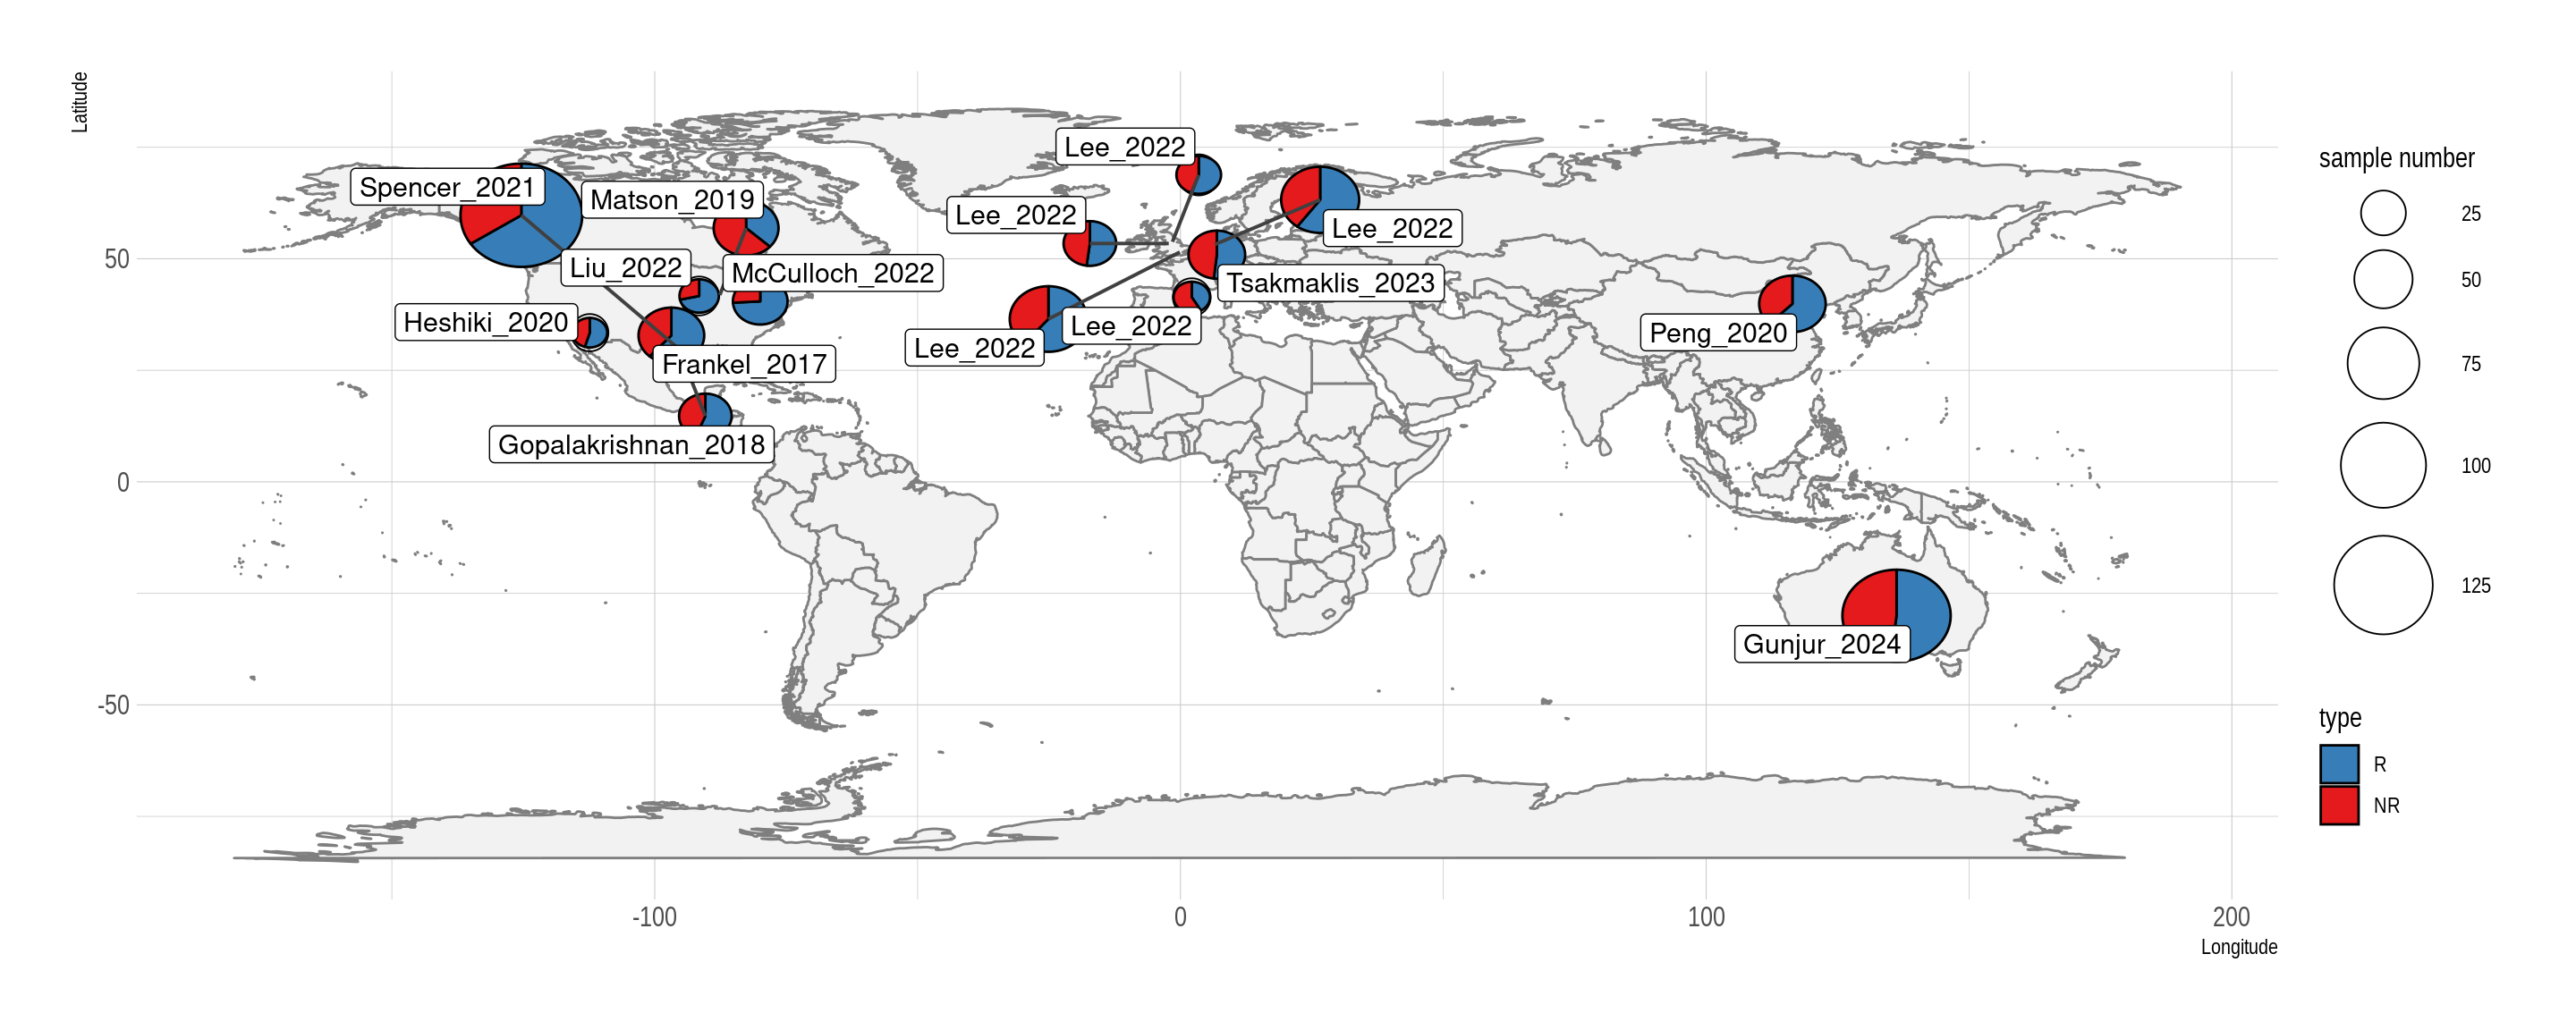 Latitude
50
0
-50
-100
0
100
200
Longitude
Lee_2022
Spencer_2021
Matson_2019
Lee_2022
Lee_2022
Liu_2022
McCulloch_2022
Tsakmaklis_2023
Heshiki_2020
Lee_2022
Lee_2022
Peng_2020
Frankel_2017
Gopalakrishnan_2018
Gunjur_2024
sample number
25
50
75
100
125
type
R
NR